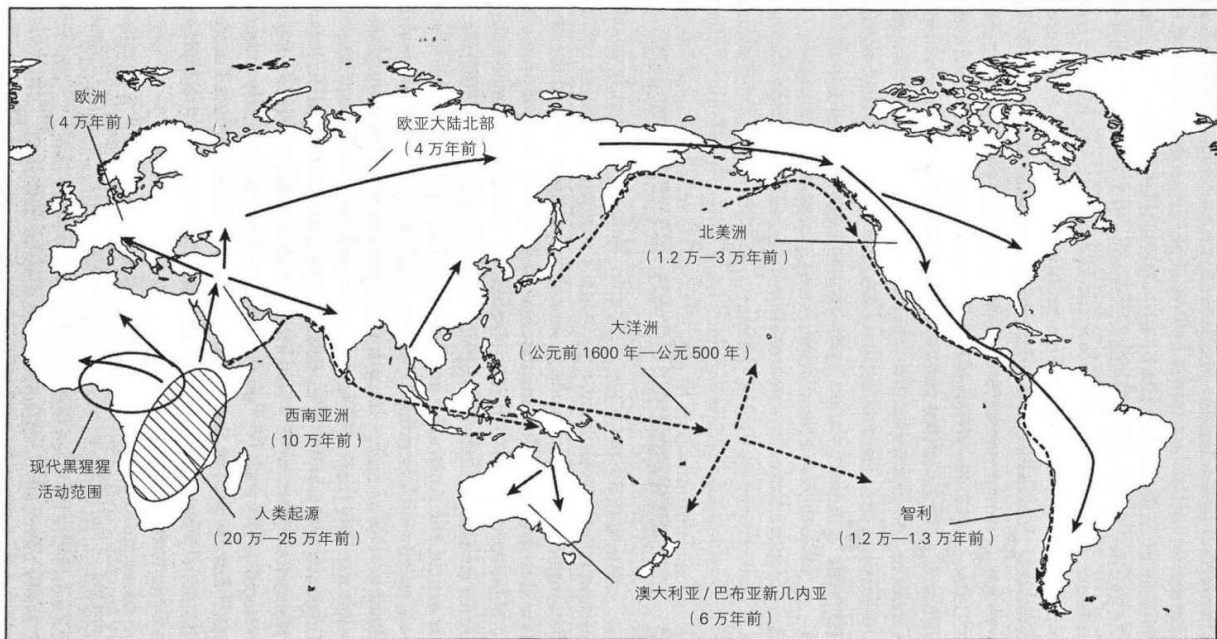 欧洲
（4 万年前）
欧亚大陆北部
（4 万年前）
北美洲
（1.2 万—3 万年前）
大洋洲
（公元前 1600 年—公元 500 年）
西南亚洲
（10 万年前）
现代黑猩猩
活动范围
人类起源
（20 万—25 万年前）
智利
（1.2 万—1.3 万年前）
澳大利亚 / 巴布亚新几内亚
（6 万年前）